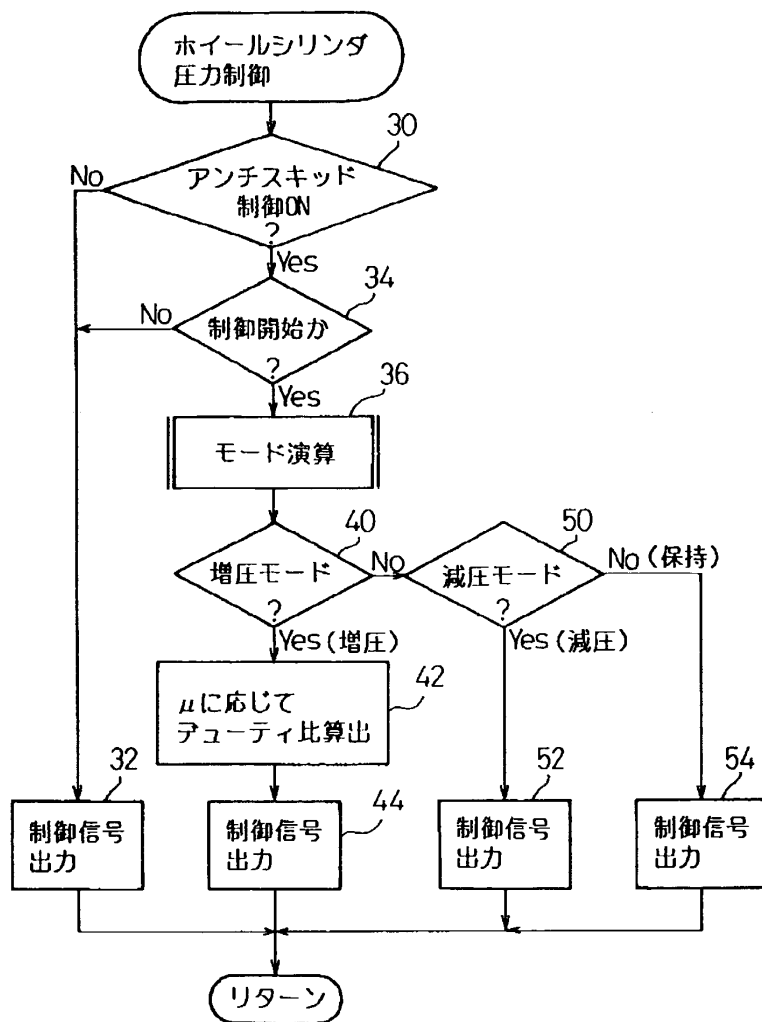 ホイールシリンダ
圧力制御
30
No
アンチスキッド
制御ON
?
Yes
34
No
制御開始か
?
Yes
36
モード演算
40
50
増圧モード
?
No
減圧モード
?
No(保持)
Yes(増圧)
Yes(減圧)
42
μに応じて
デューティ比算出
32
44
52
54
制御信号
出力
制御信号
出力
制御信号
出力
制御信号
出力
リターン